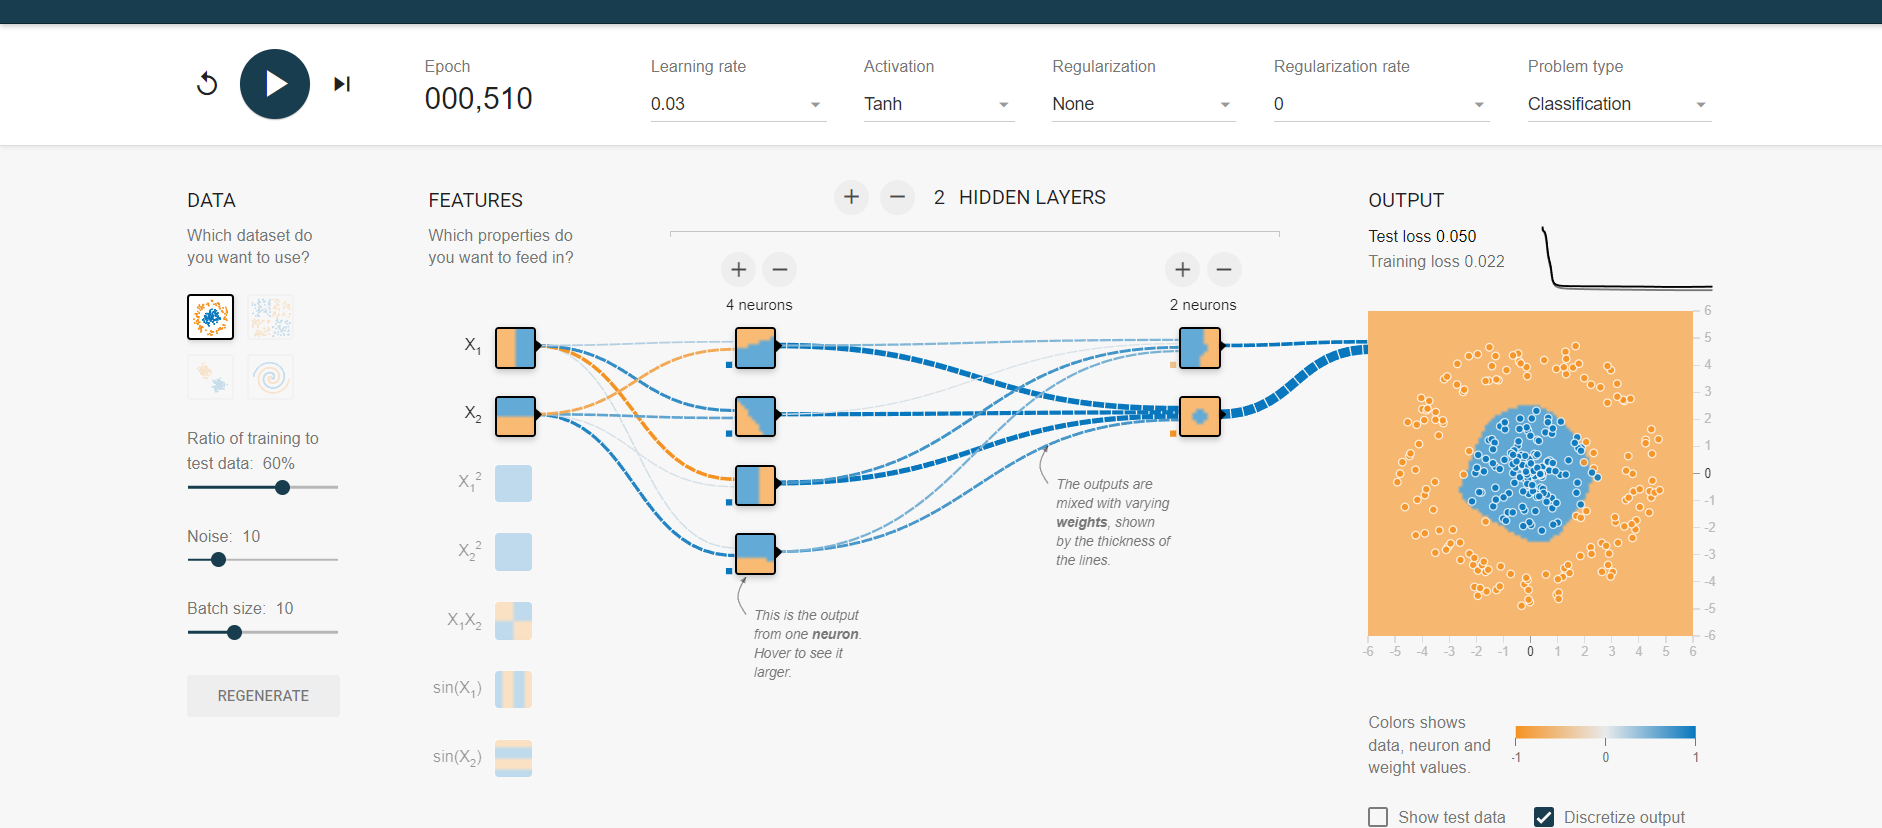 Epoch
000,510
Learning rate
0.03
Activation
Tanh
Regularization
None
Regularization rate
0
Problem type
Classification
DATA
Which dataset do
you want to use?
Ratio of training to
test data: 60%
Noise: 10
Batch size: 10
REGENERATE
FEATURES
Which properties do
you want to feed in?
X1
X2
X1²
X2²
X1X2
sin(X1)
sin(X2)
2 HIDDEN LAYERS
4 neurons
2 neurons
This is the output
from one neuron.
Hover to see it
larger.
The outputs are
mixed with varying
weights, shown
by the thickness of
the lines.
OUTPUT
Test loss 0.050
Training loss 0.022
6
5
4
3
2
1
0
-1
-2
-3
-4
-5
-6
-6 -5 -4 -3 -2 -1 0 1 2 3 4 5 6
Colors shows
data, neuron and
weight values.
-1 0 1
Show test data
Discretize output